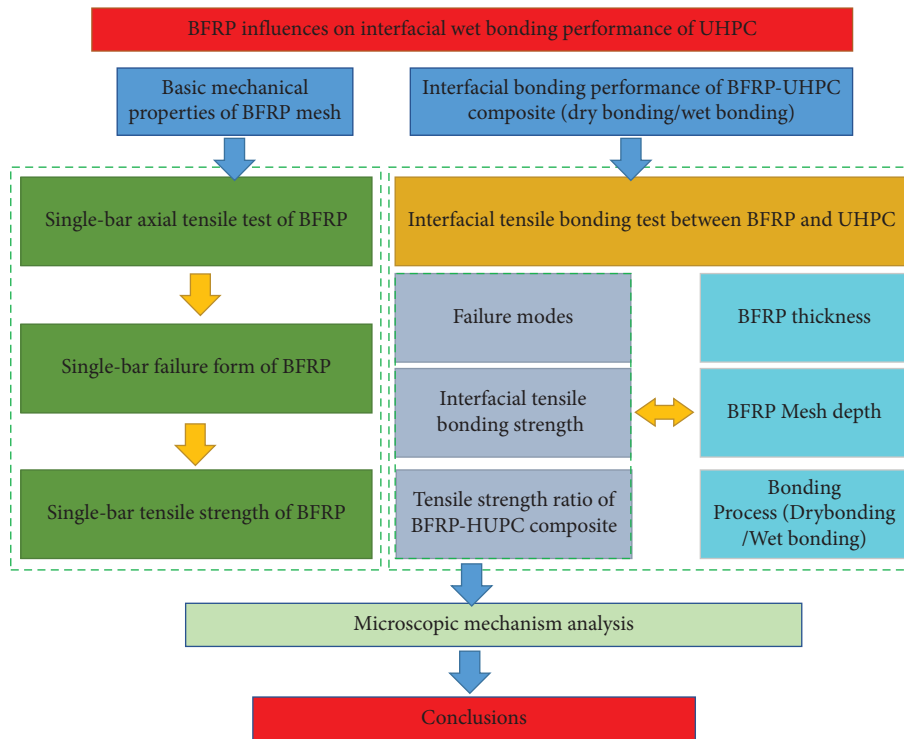 BFRP influences on interfacial wet bonding performance of UHPC
Basic mechanical
properties of BFRP mesh
Interfacial bonding performance of BFRP-UHPC
composite (dry bonding/wet bonding)
Single-bar axial tensile test of BFRP
Single-bar failure form of BFRP
Single-bar tensile strength of BFRP
Interfacial tensile bonding test between BFRP and UHPC
Failure modes
Interfacial tensile
bonding strength
Tensile strength ratio of
BFRP-HUPC composite
BFRP thickness
BFRP Mesh depth
Bonding
Process (Drybonding
/Wet bonding)
Microscopic mechanism analysis
Conclusions